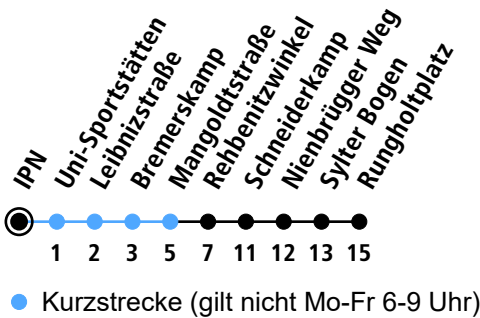 IPN
Uni-Sportstätten
Leibnizstraße
Bremerskamp
Mangoldtstraße
Rehbenitzwinkel
Schneiderkamp
Nienbrügger Weg
Sylter Bogen
Rungholtplatz
1 2 3 5 7 11 12 13 15
Kurzstrecke (gilt nicht Mo-Fr 6-9 Uhr)